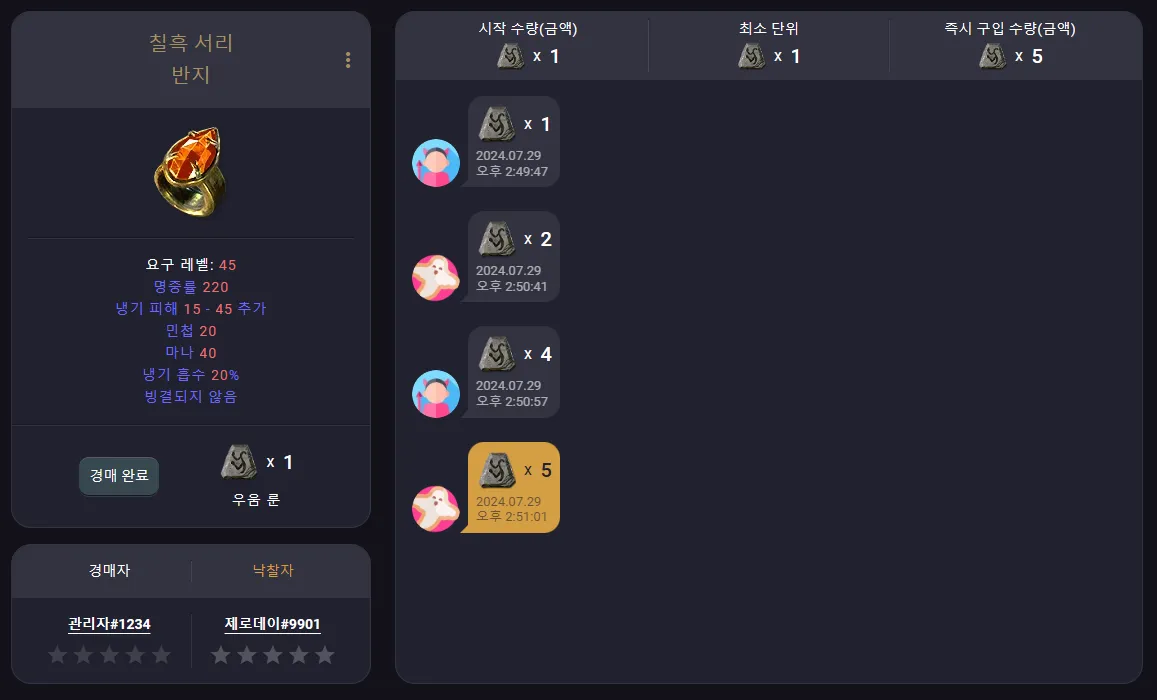 칠흑 서리
반지
요구 레벨: 45
명중률 220
냉기 피해 15 - 45 추가
민첩 20
마나 40
냉기 흡수 20%
빙결되지 않음
경매 완료
x 1
우움 룬
경매자
낙찰자
관리자#1234
제로데이#9901
시작 수량(금액)
x 1
최소 단위
x 1
즉시 구입 수량(금액)
x 5
x 1
2024.07.29
오후 2:49:47
x 2
2024.07.29
오후 2:50:41
x 4
2024.07.29
오후 2:50:57
x 5
2024.07.29
오후 2:51:01